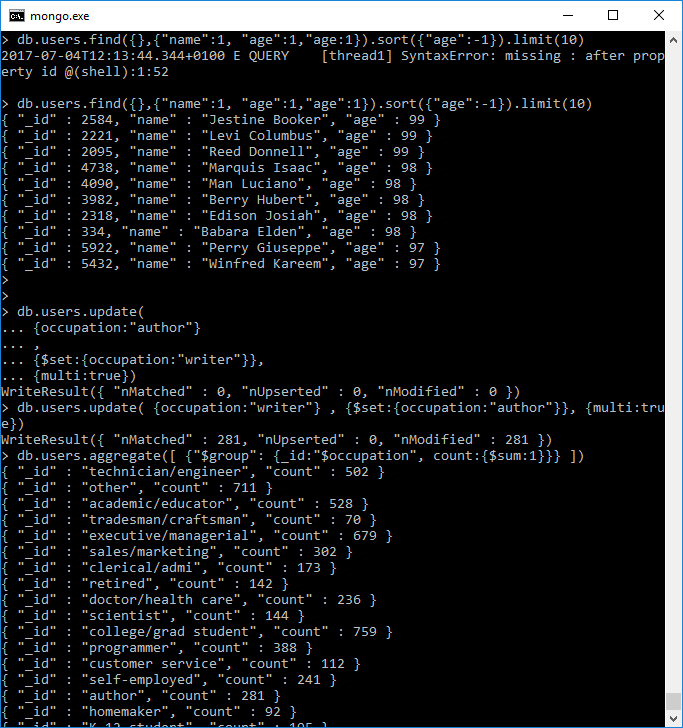 mongo.exe
> db.users.find({},{"name":1, "age":1,age:1}).sort({"age":-1}).limit(10)
2017-07-04T12:13:44.344+0100 E QUERY    [thread1] SyntaxError: missing : after prop
erty id @(shell):1:52
> db.users.find({},{"name":1, "age":1,"age":1}).sort({"age":-1}).limit(10)
{ "_id" : 2584, "name" : "Jestine Booker", "age" : 99 }
{ "_id" : 2221, "name" : "Levi Columbus", "age" : 99 }
{ "_id" : 2095, "name" : "Reed Donnell", "age" : 99 }
{ "_id" : 4738, "name" : "Marquis Isaac", "age" : 98 }
{ "_id" : 4090, "name" : "Man Luciano", "age" : 98 }
{ "_id" : 3982, "name" : "Berry Hubert", "age" : 98 }
{ "_id" : 2318, "name" : "Edison Josiah", "age" : 98 }
{ "_id" : 334, "name" : "Babara Elden", "age" : 98 }
{ "_id" : 5922, "name" : "Perry Giuseppe", "age" : 97 }
{ "_id" : 5432, "name" : "Winfred Kareem", "age" : 97 }
>
>
> db.users.update(
... {occupation:"author"}
... ,
... {$set:{occupation:"writer"}},
... {multi:true})
WriteResult({ "nMatched" : 0, "nUpserted" : 0, "nModified" : 0 })
> db.users.update( {occupation:"writer"} , {$set:{occupation:"author"}}, {multi:tru
e})
WriteResult({ "nMatched" : 281, "nUpserted" : 0, "nModified" : 281 })
> db.users.aggregate([ {"$group": {_id:"$occupation", count:{$sum:1}}} ])
{ "_id" : "technician/engineer", "count" : 502 }
{ "_id" : "other", "count" : 711 }
{ "_id" : "academic/educator", "count" : 528 }
{ "_id" : "tradesman/craftsman", "count" : 70 }
{ "_id" : "executive/managerial", "count" : 679 }
{ "_id" : "sales/marketing", "count" : 302 }
{ "_id" : "clerical/admi", "count" : 173 }
{ "_id" : "retired", "count" : 142 }
{ "_id" : "doctor/health care", "count" : 236 }
{ "_id" : "scientist", "count" : 144 }
{ "_id" : "college/grad student", "count" : 759 }
{ "_id" : "programmer", "count" : 388 }
{ "_id" : "customer service", "count" : 112 }
{ "_id" : "self-employed", "count" : 241 }
{ "_id" : "author", "count" : 281 }
{ "_id" : "homemaker", "count" : 92 }
{ "_id" : "K-12 student", "count" : 195 }